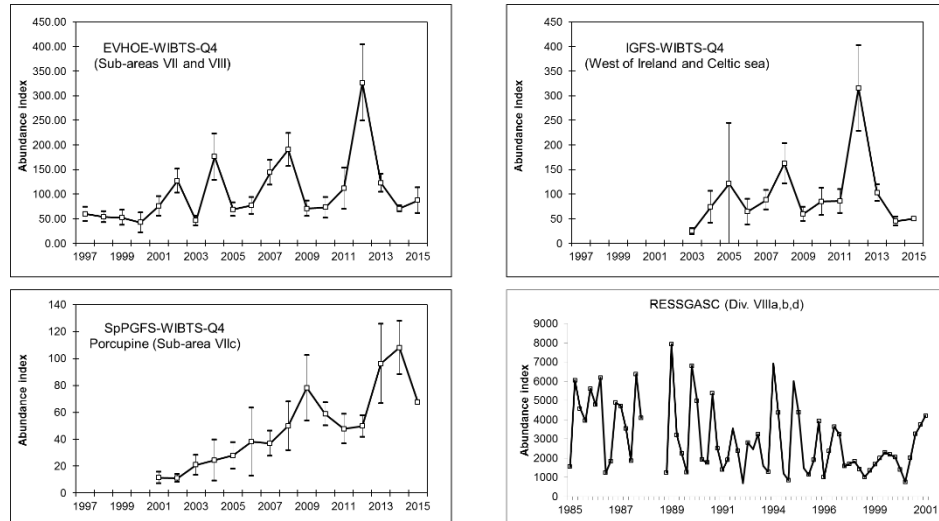 EVHOE-WIBTS-Q4
(Sub-areas VII and VIII)
Abundance index
450.00
400.00
350.00
300.00
250.00
200.00
150.00
100.00
50.00
0.00
1997 1999 2001 2003 2005 2007 2009 2011 2013 2015
IGFS-WIBTS-Q4
(West of Ireland and Celtic sea)
Abundance index
450
400
350
300
250
200
150
100
50
0
1997 1999 2001 2003 2005 2007 2009 2011 2013 2015
SpPGFS-WIBTS-Q4
Porcupine (Sub-area VIIc)
Abundance index
140
120
100
80
60
40
20
0
1997 1999 2001 2003 2005 2007 2009 2011 2013 2015
RESSGASC (Div. VIIIa,b,d)
Abundance index
9000
8000
7000
6000
5000
4000
3000
2000
1000
0
1985 1987 1989 1991 1993 1995 1997 1999 2001